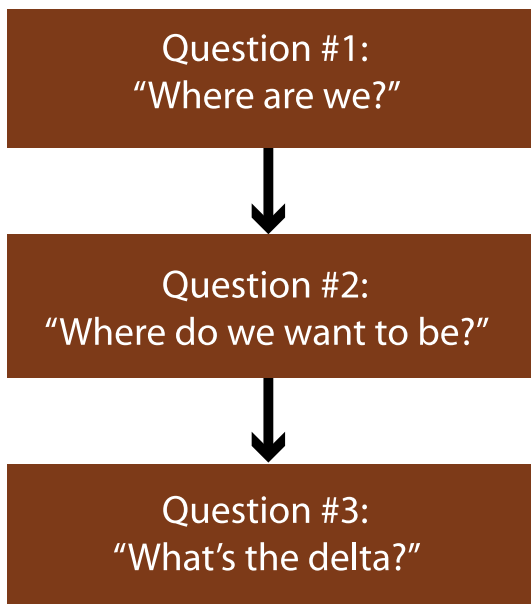 Question #1:
“Where are we?”
Question #2:
“Where do we want to be?”
Question #3:
“What’s the delta?”